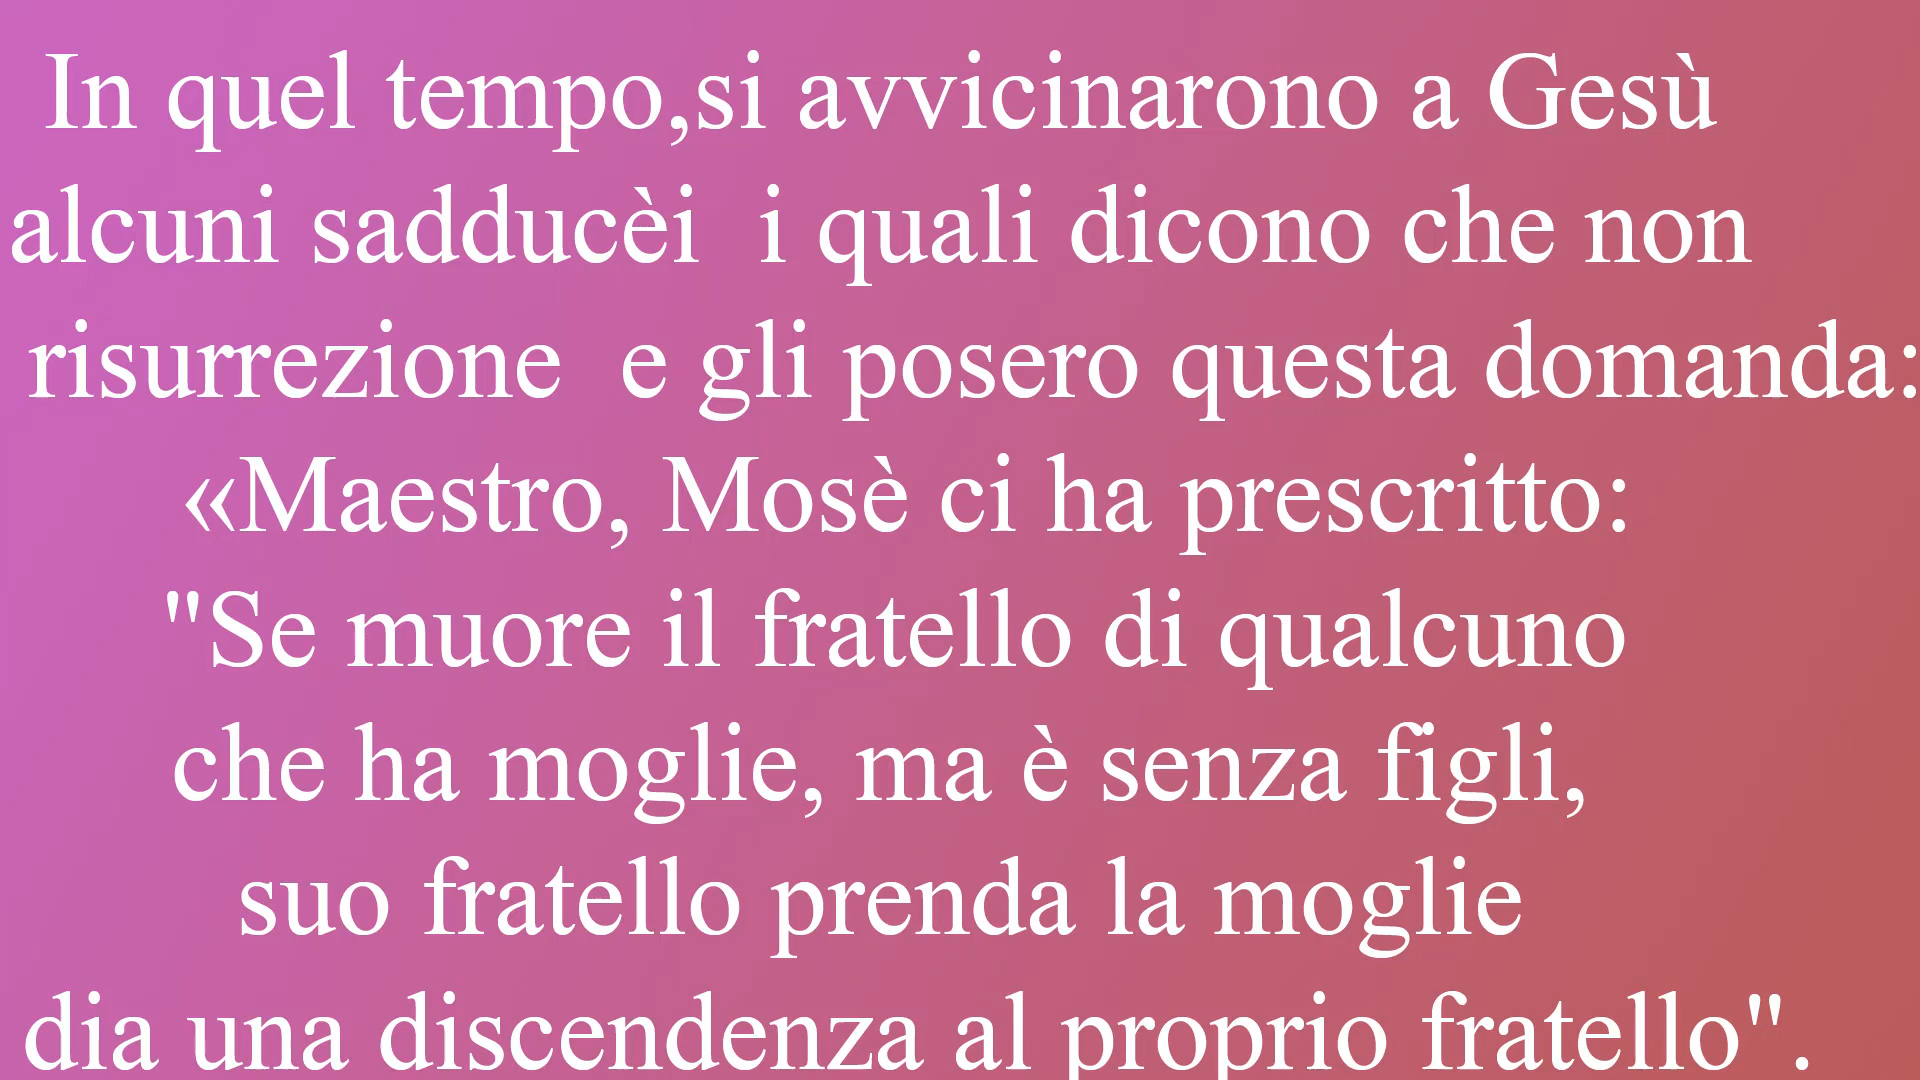 In quel tempo,si avvicinarono a Gesù
alcuni sadducèi  i quali dicono che non
risurrezione  e gli posero questa domanda:
«Maestro, Mosè ci ha prescritto:
"Se muore il fratello di qualcuno
che ha moglie, ma è senza figli,
suo fratello prenda la moglie
dia una discendenza al proprio fratello".